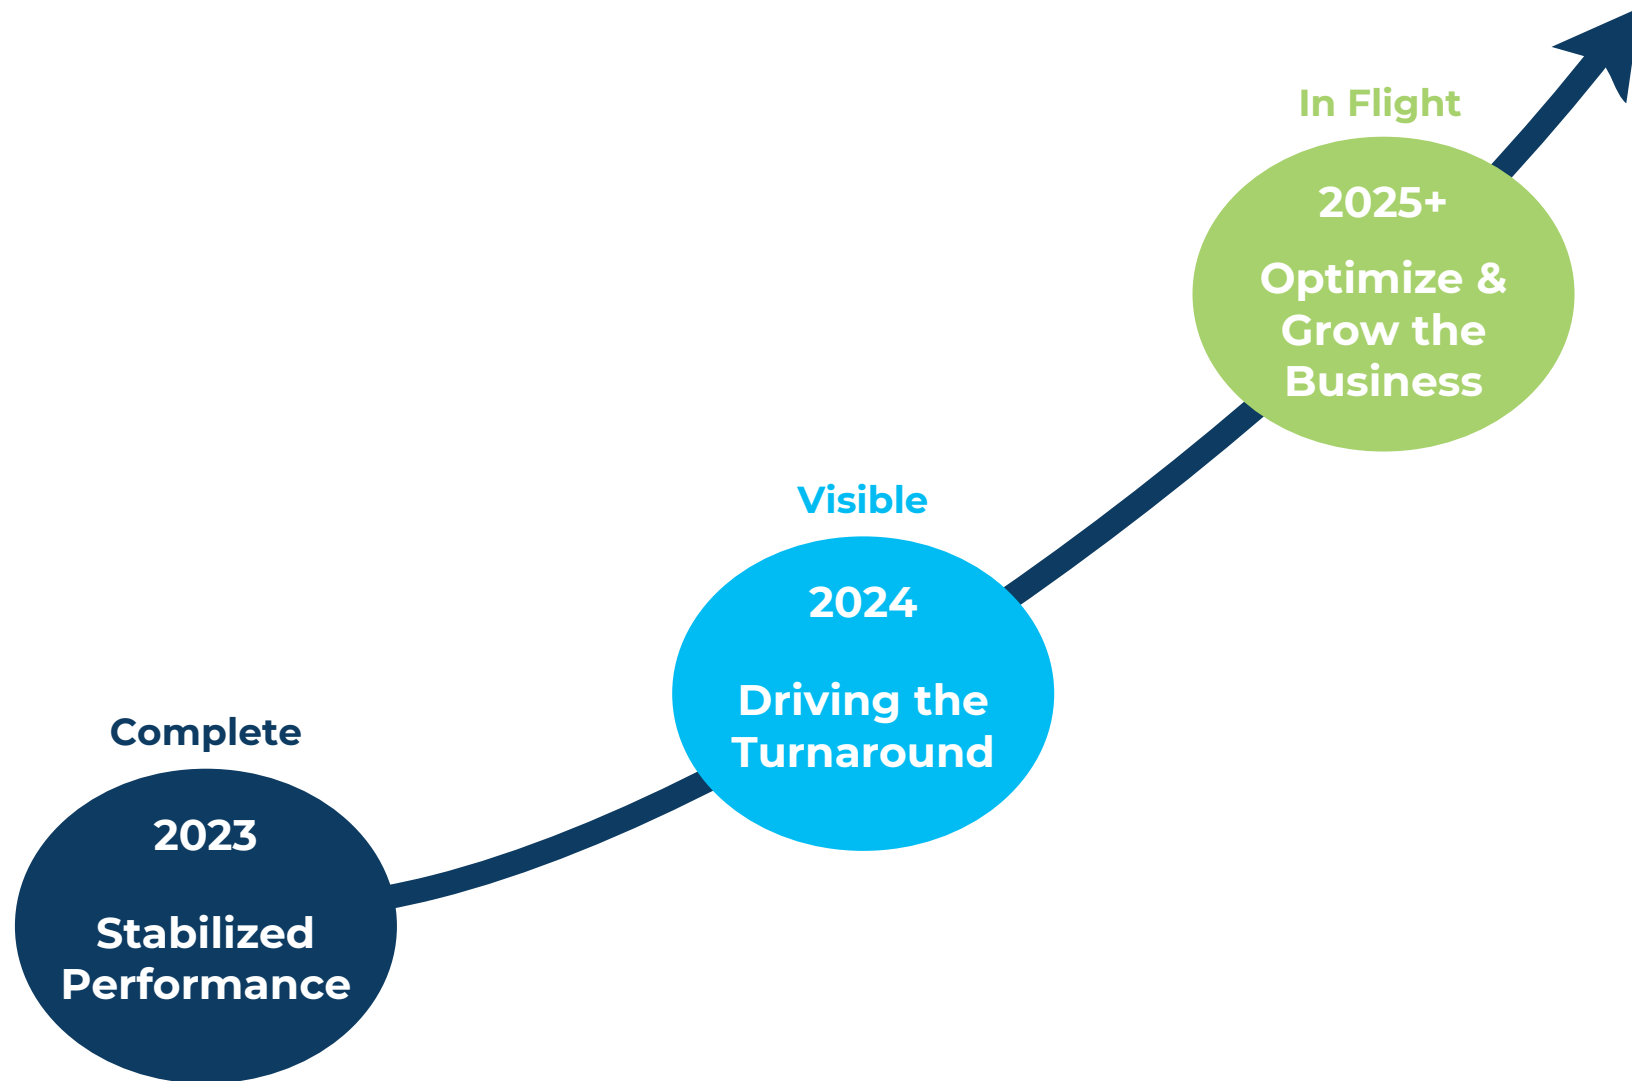 In Flight
2025+
Optimize &
Grow the
Business
Visible
2024
Driving the
Turnaround
Complete
2023
Stabilized
Performance